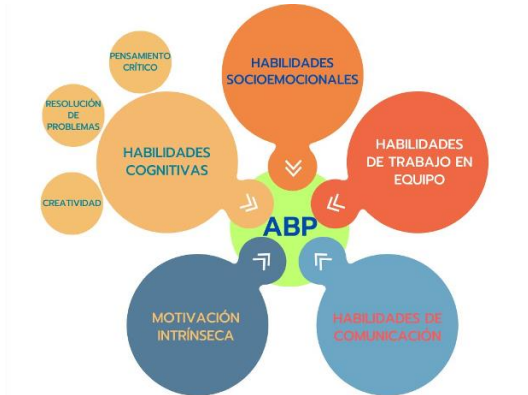 PENSAMIENTO
CRÍTICO
RESOLUCIÓN
DE
PROBLEMAS
CREATIVIDAD
HABILIDADES
COGNITIVAS
HABILIDADES
SOCIOEMOCIONALES
HABILIDADES
DE TRABAJO EN
EQUIPO
ABP
MOTIVACIÓN
INTRÍNSECA
HABILIDADES DE
COMUNICACIÓN